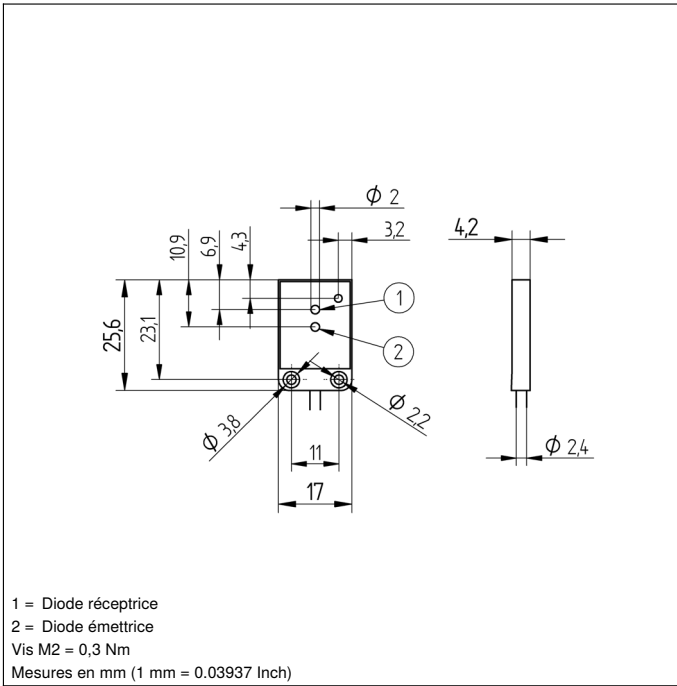 Φ 2
3,2
4,2
10,9
6,9
4,3
1
2
25,6
23,1
Φ 3,8
Φ 2,2
11
17
Φ 2,4
1 = Diode réceptrice
2 = Diode émettrice
Vis M2 = 0,3 Nm
Mesures en mm (1 mm = 0.03937 Inch)